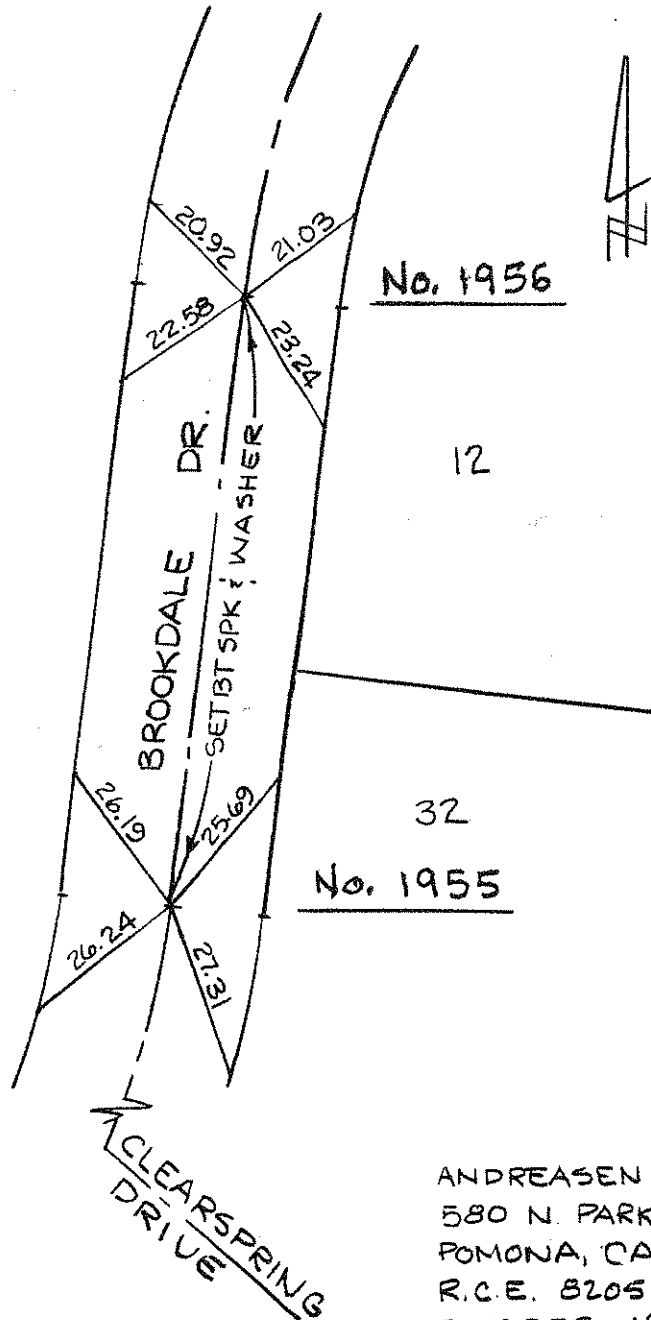 20.92
21.03
No. 1956
22.58
23.24
12
BROOKDALE DR.
SET BT SPK & WASHER
26.19
25.69
32
No. 1955
26.24
27.31
CLEARSPRING
DRIVE
ANDREASEN
580 N. PARK
POMONA, CA
R.C.E. 8205